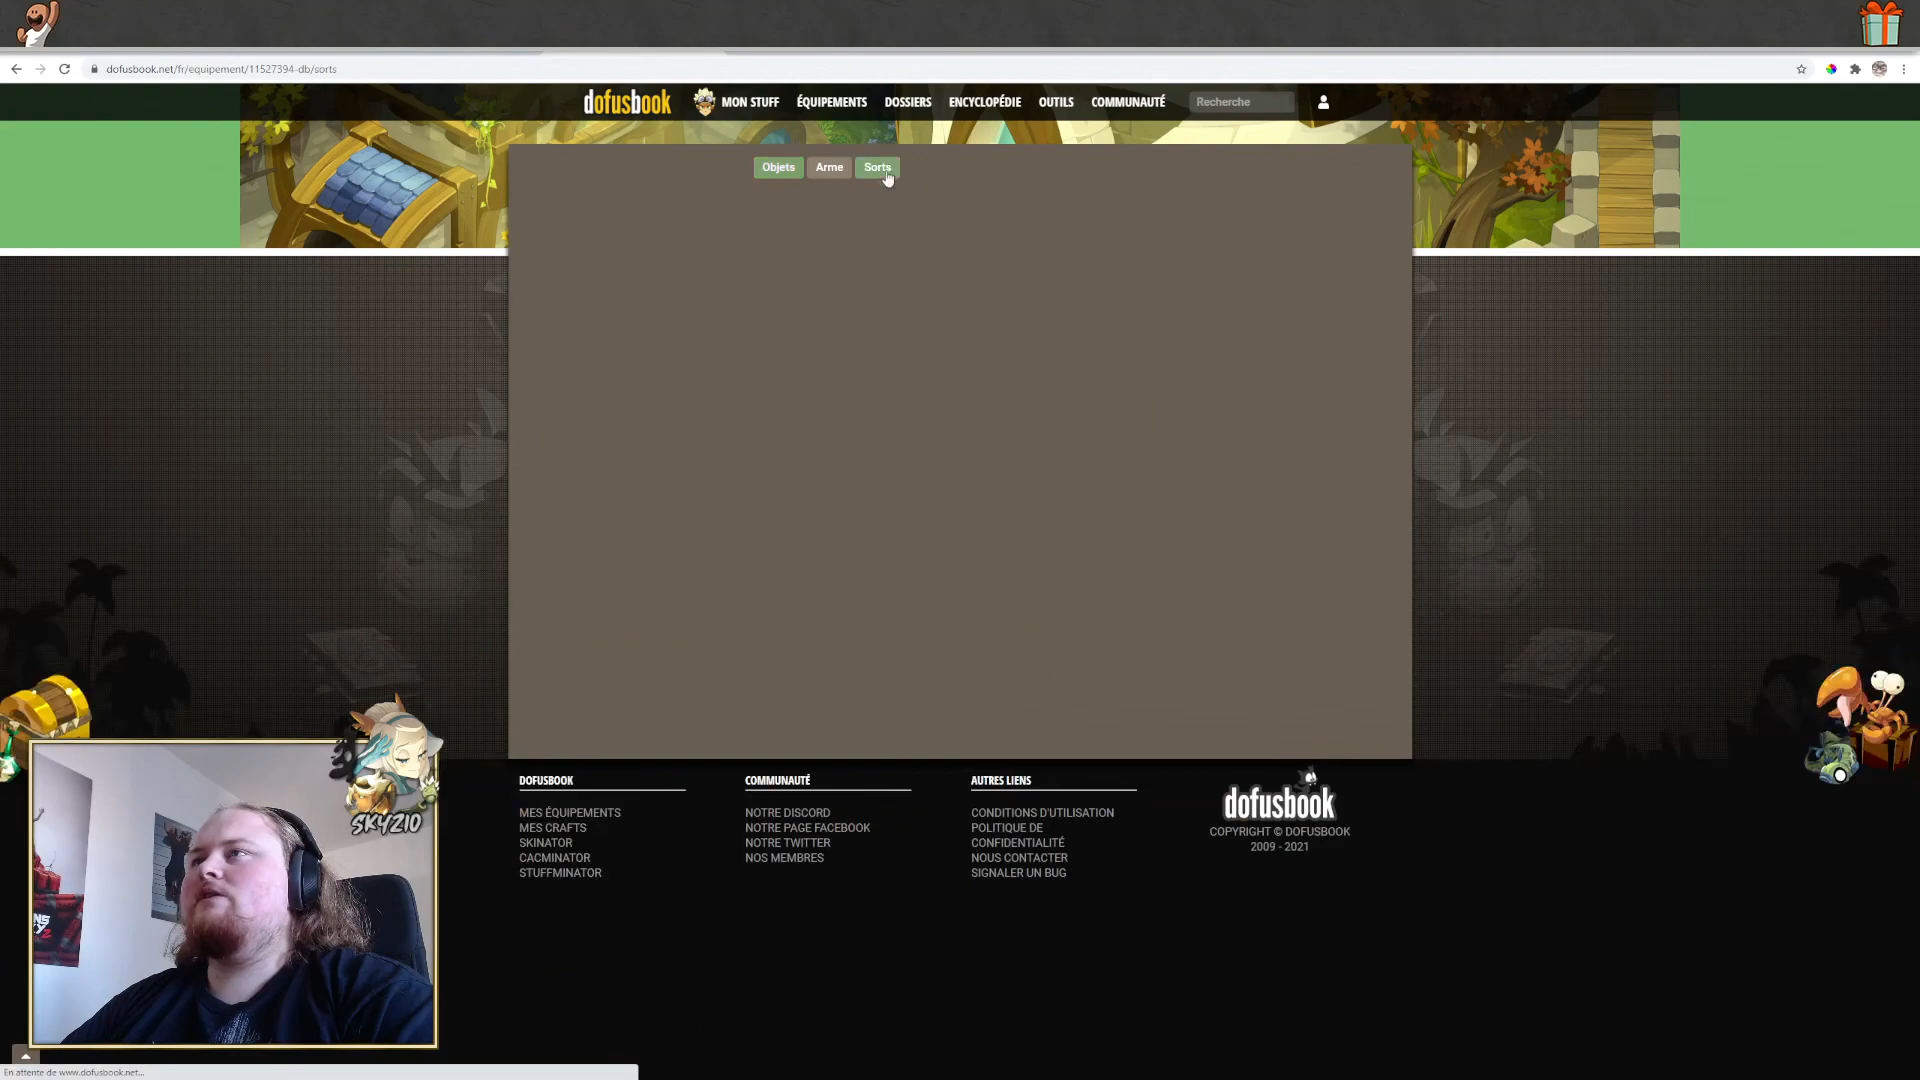 dofusbook.net/fr/equipement/11527394-db/sorts
dofusbook MON STUFF ÉQUIPEMENTS DOSSIERS ENCYCLOPÉDIE OUTILS COMMUNAUTÉ Recherche
Objets Arme Sorts
DOFUSBOOK
MES ÉQUIPEMENTS
MES CRAFTS
SKINATOR
CACMINATOR
STUFFMINATOR
COMMUNAUTÉ
NOTRE DISCORD
NOTRE PAGE FACEBOOK
NOTRE TWITTER
NOS MEMBRES
AUTRES LIENS
CONDITIONS D'UTILISATION
POLITIQUE DE
CONFIDENTIALITÉ
NOUS CONTACTER
SIGNALER UN BUG
dofusbook
COPYRIGHT © DOFUSBOOK
2009 - 2021
SKYZIO
En attente de www.dofusbook.net...